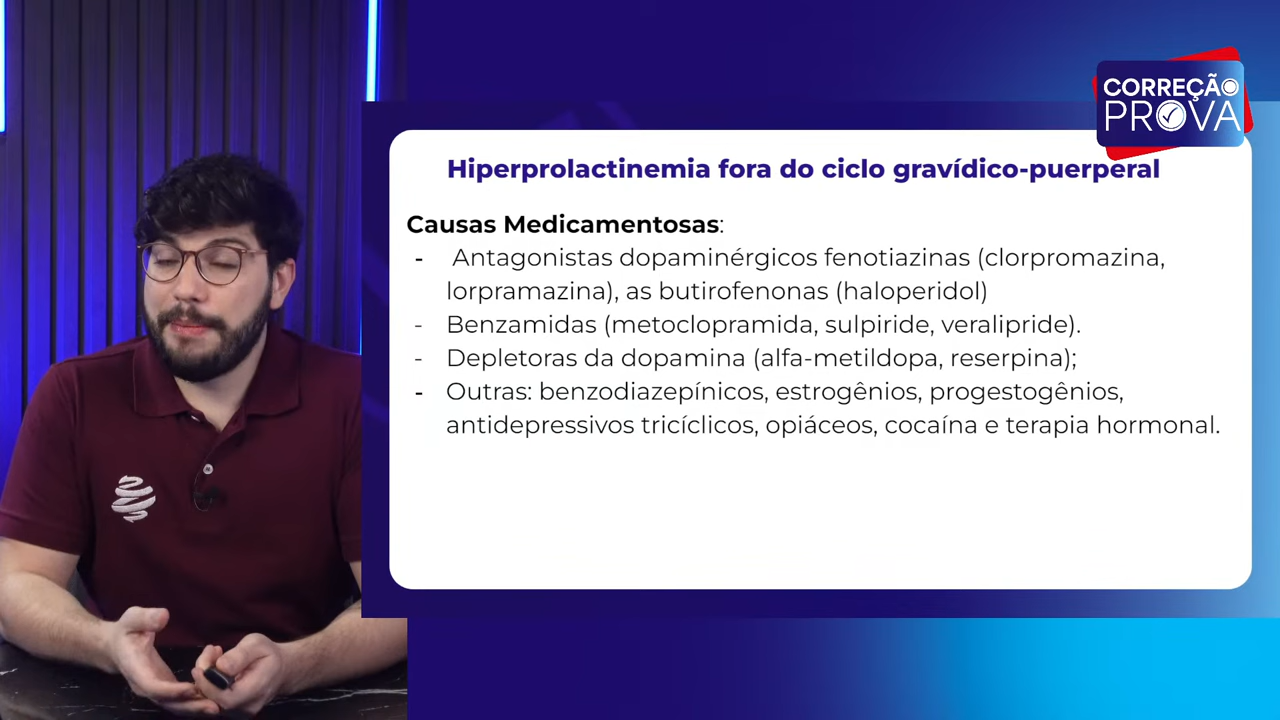 CORREÇÃO
PROVA
Hiperprolactinemia fora do ciclo gravídico-puerperal
Causas Medicamentosas:
- Antagonistas dopaminérgicos fenotiazinas (clorpromazina,
lorpramazina), as butirofenonas (haloperidol)
- Benzamidas (metoclopramida, sulpiride, veralipride).
- Depletoras da dopamina (alfa-metildopa, reserpina);
- Outras: benzodiazepínicos, estrogênios, progestogênios,
antidepressivos tricíclicos, opiáceos, cocaína e terapia hormonal.